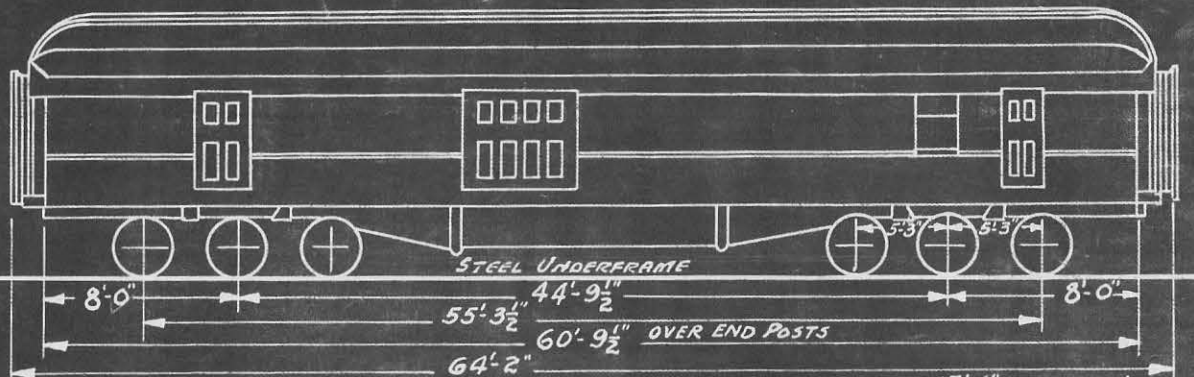 5'-3" 5'-3"
STEEL UNDERFRAME
8'-0" 44'-9½" 8'-0"
55'-3½"
60'-9½" OVER END POSTS
64'-2"